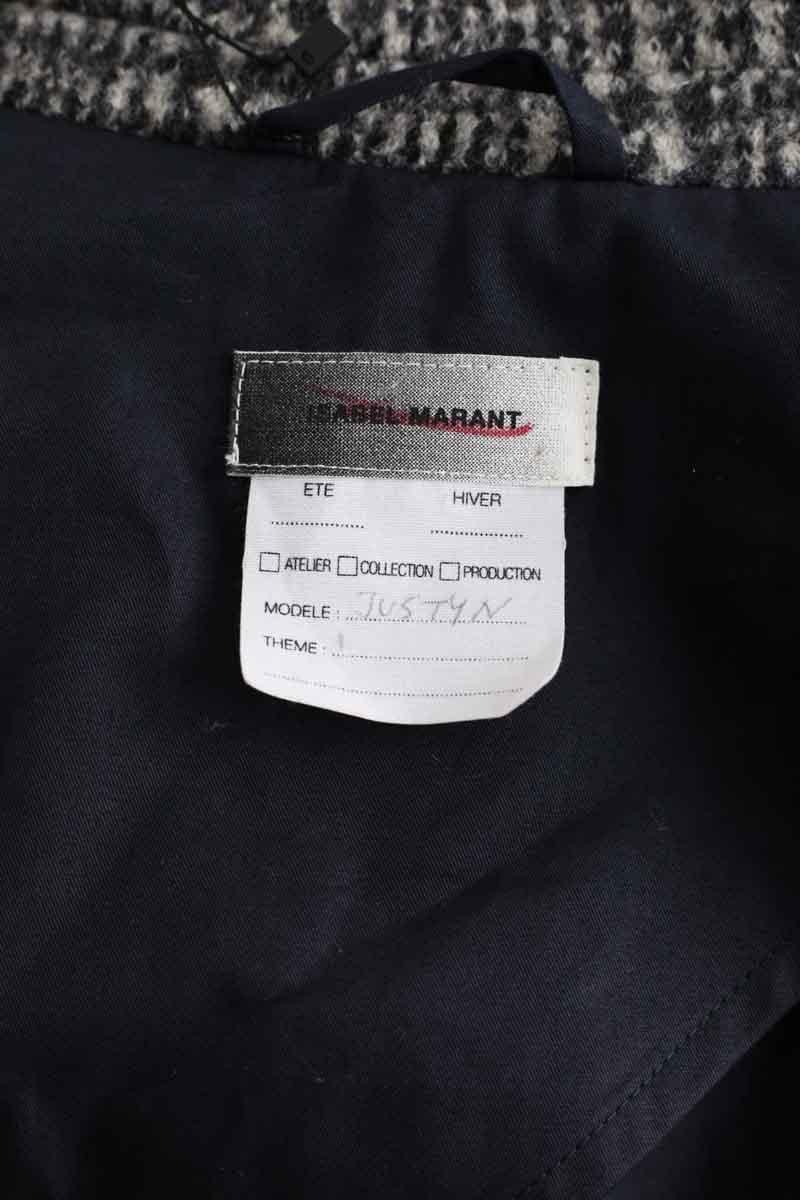 ISABEL MARANT
ETE HIVER
ATELIER COLLECTION PRODUCTION
MODELE : JUSTYN
THEME :